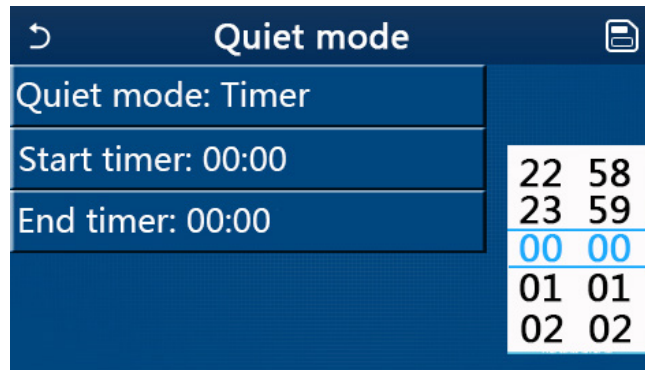 Quiet mode
Quiet mode: Timer
Start timer: 00:00
End timer: 00:00
22 58
23 59
00 00
01 01
02 02